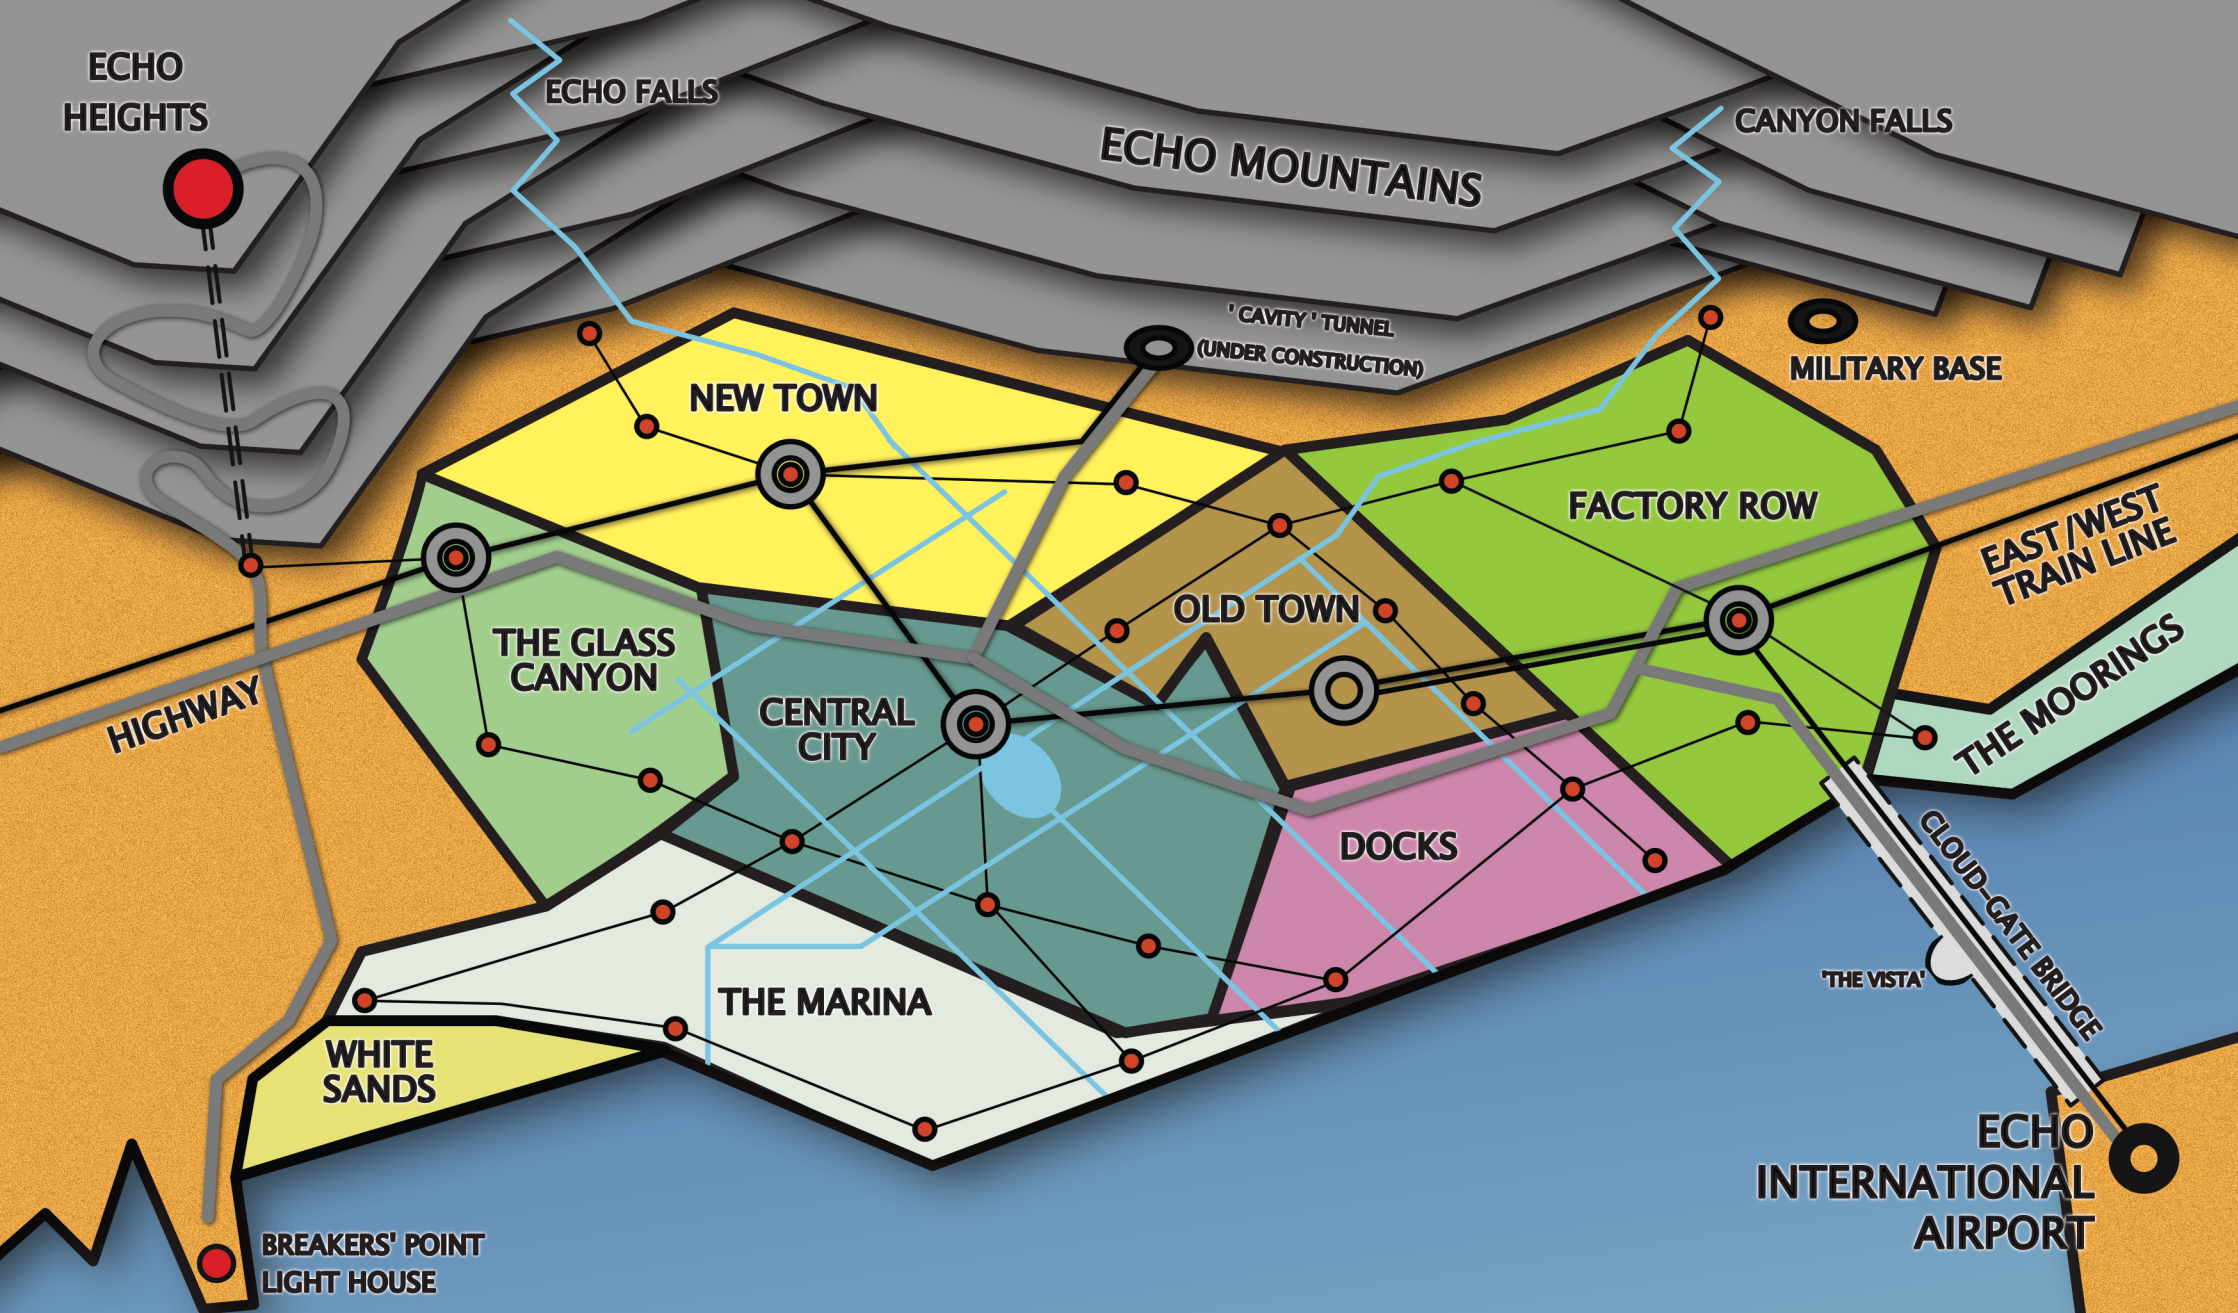 ECHO
HEIGHTS
ECHO FALLS
ECHO MOUNTAINS
CANYON FALLS
' CAVITY ' TUNNEL
(UNDER CONSTRUCTION)
MILITARY BASE
NEW TOWN
FACTORY ROW
EAST/WEST
TRAIN LINE
OLD TOWN
THE GLASS
CANYON
THE MOORINGS
HIGHWAY
CENTRAL
CITY
DOCKS
CLOUD-GATE BRIDGE
'THE VISTA'
THE MARINA
WHITE
SANDS
ECHO
INTERNATIONAL
AIRPORT
BREAKERS' POINT
LIGHT HOUSE